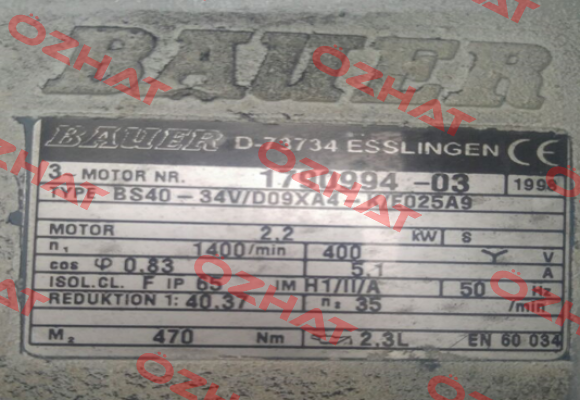 BAUER
BAUER D-73734 ESSLINGEN CE
3~MOTOR NR. 1790994 -03 1998
TYPE BS40-34V/D09XA4- /E025A9
MOTOR 2,2 kW S
n₁ 1400/min 400 Y V
cos φ 0.83 5,1 A
ISOL.CL. F IP 65 IM H1/II/A 50 Hz
REDUKTION 1: 40.37 n₂ 35 /min
M₂ 470 Nm 2,3L EN 60 034
OZHAT
OZHAT
OZHAT
OZHAT
OZHAT
OZHAT
OZHAT